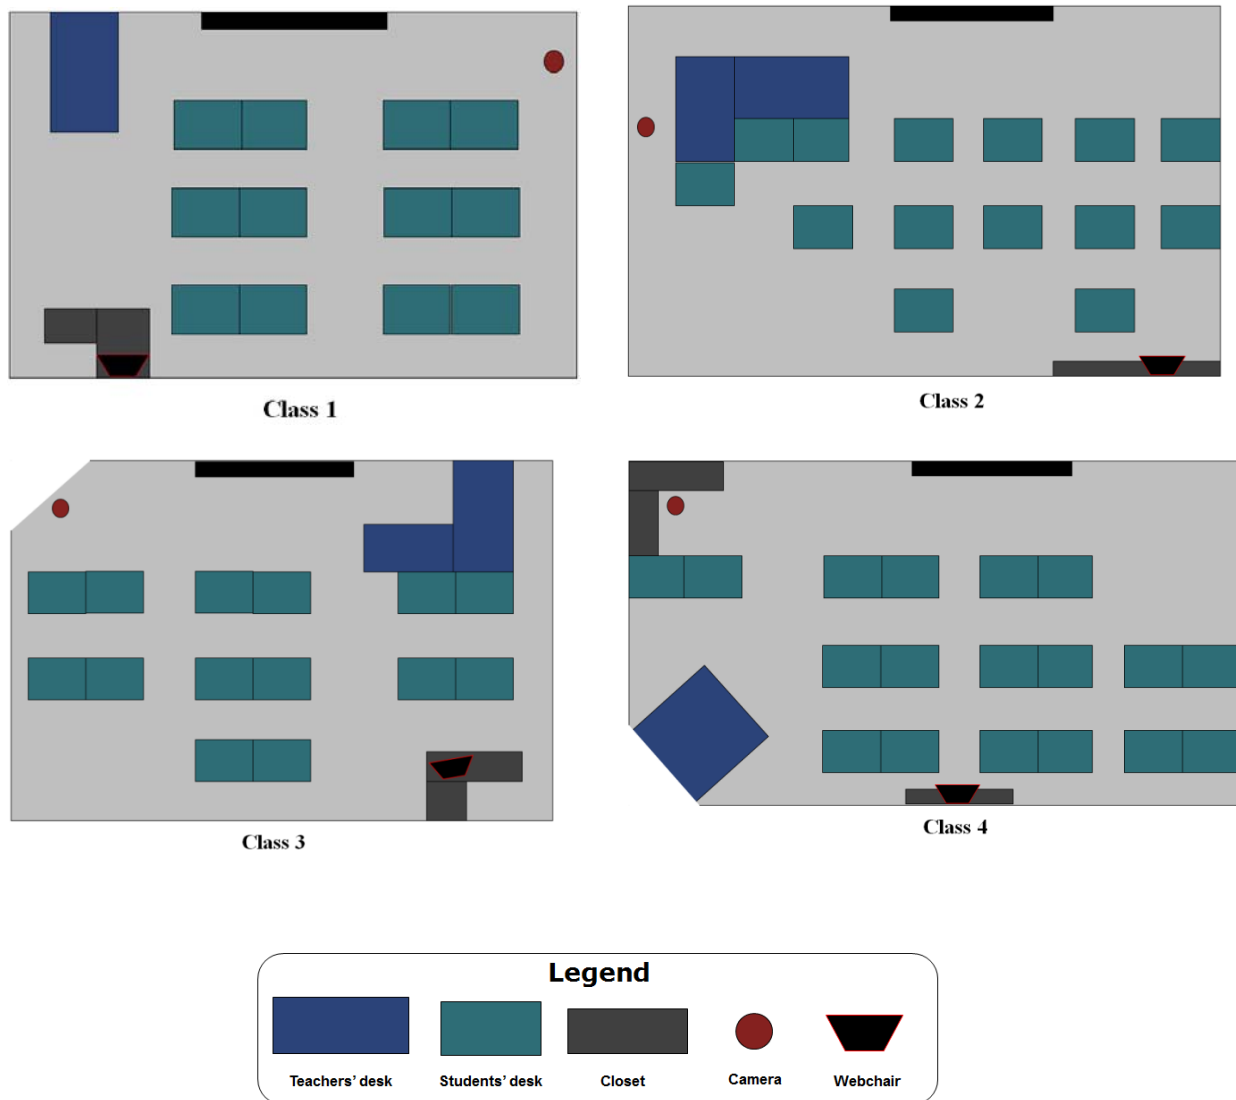 Class 1
Class 2
Class 3
Class 4
Legend
Teachers’ desk
Students’ desk
Closet
Camera
Webchair